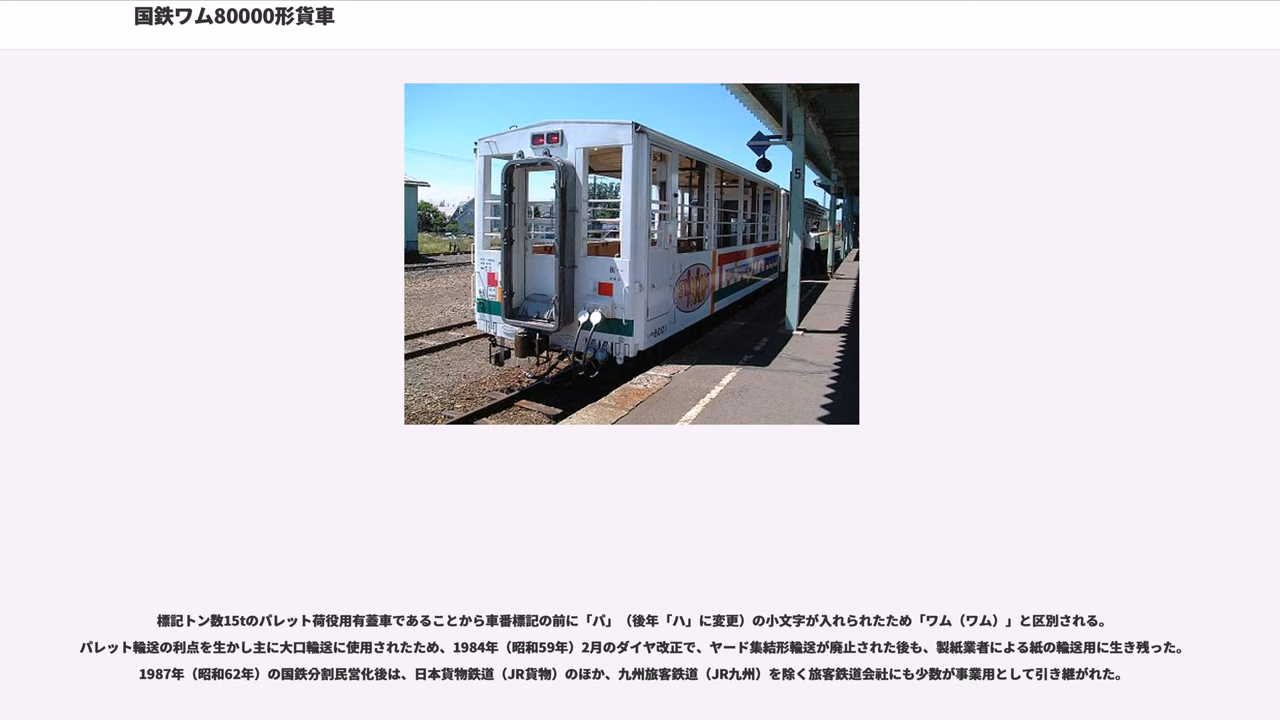 国鉄ワム80000形貨車
5
標記トン数15tのパレット荷役用有蓋車であることから車番標記の前に「パ」（後年「ハ」に変更）の小文字が入れられたため「ワム（ワム）」と区別される。
パレット輸送の利点を生かし主に大口輸送に使用されたため、1984年（昭和59年）2月のダイヤ改正で、ヤード集結形輸送が廃止された後も、製紙業者による紙の輸送用に生き残った。
1987年（昭和62年）の国鉄分割民営化後は、日本貨物鉄道（JR貨物）のほか、九州旅客鉄道（JR九州）を除く旅客鉄道会社にも少数が事業用として引き継がれた。